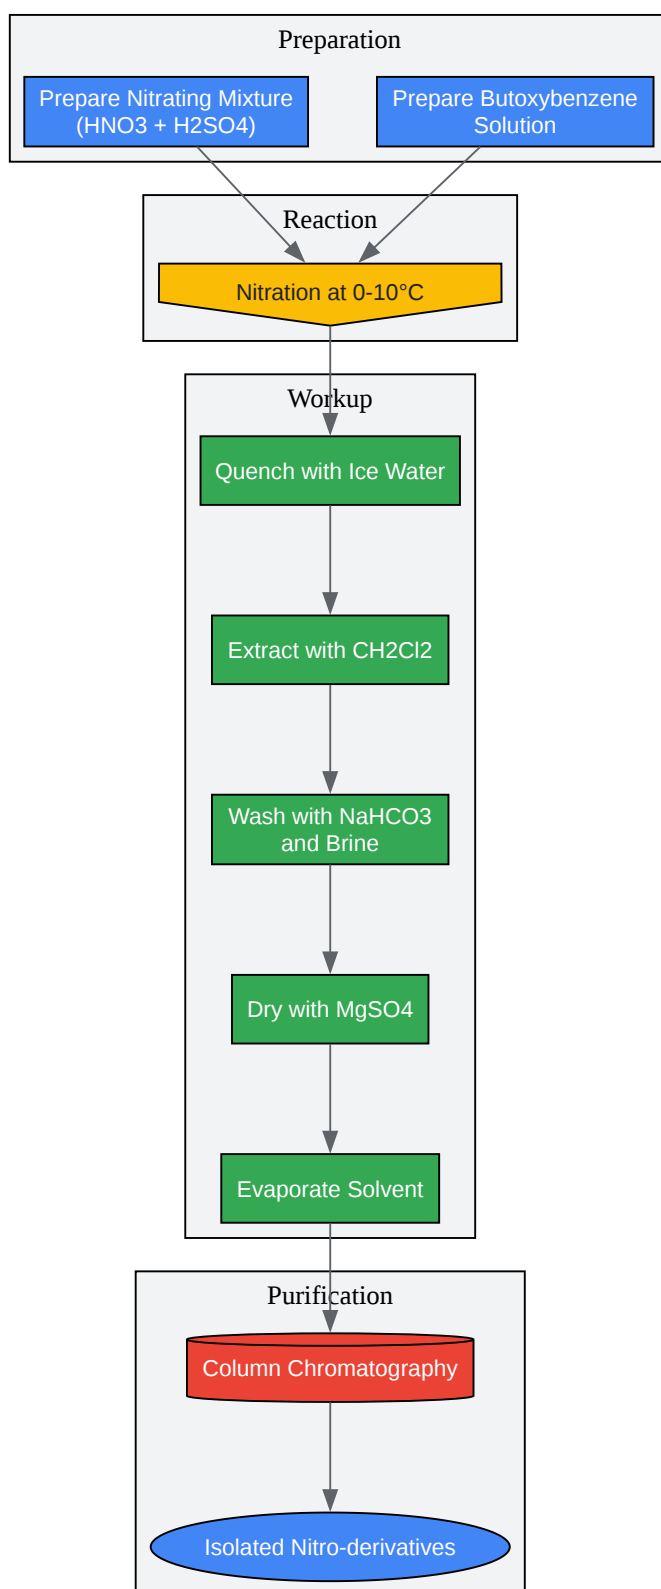 Preparation
Prepare Nitrating Mixture
(HNO3 + H2SO4)
Prepare Butoxybenzene
Solution
Reaction
Nitration at 0-10°C
Workup
Quench with Ice Water
Extract with CH2Cl2
Wash with NaHCO3
and Brine
Dry with MgSO4
Evaporate Solvent
Purification
Column Chromatography
Isolated Nitro-derivatives